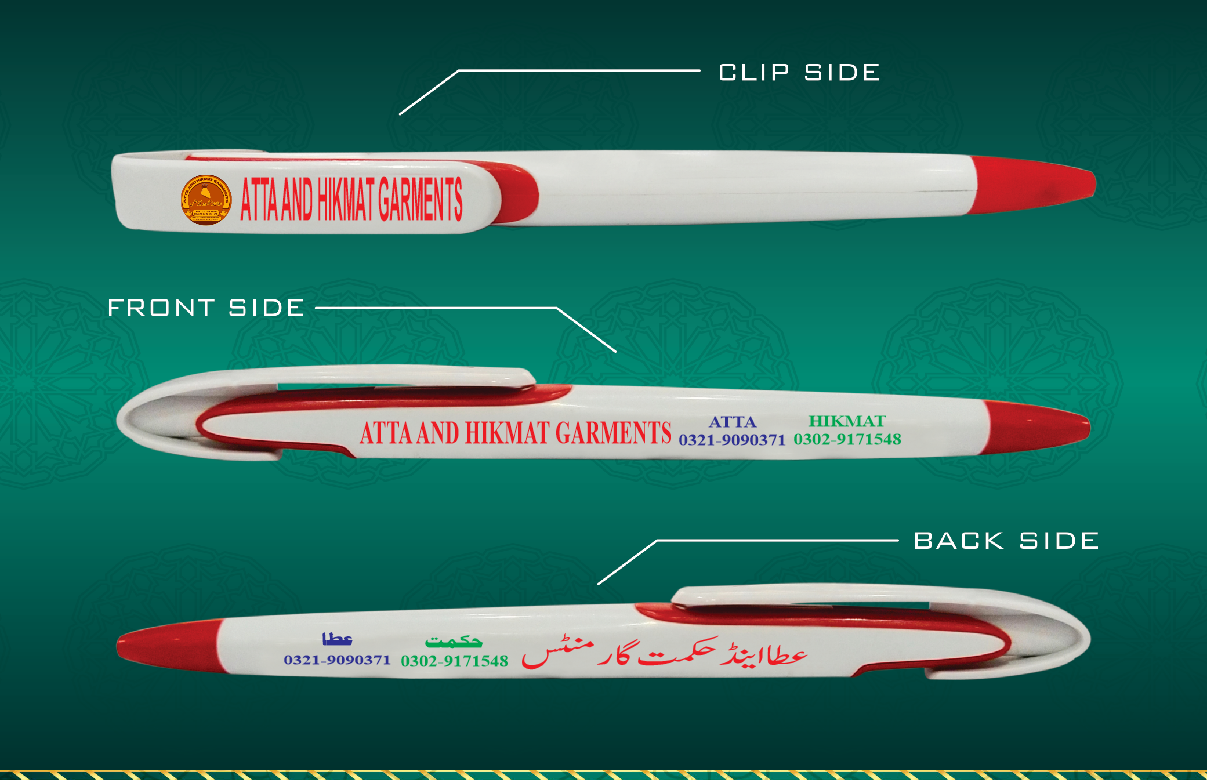 CLIP SIDE
ATTA AND HIKMAT GARMENTS
FRONT SIDE
ATTA AND HIKMAT GARMENTS
ATTA
0321-9090371
HIKMAT
0302-9171548
BACK SIDE
عطا
0321-9090371
حکمت
0302-9171548
عطا اینڈ حکمت گارمنٹس